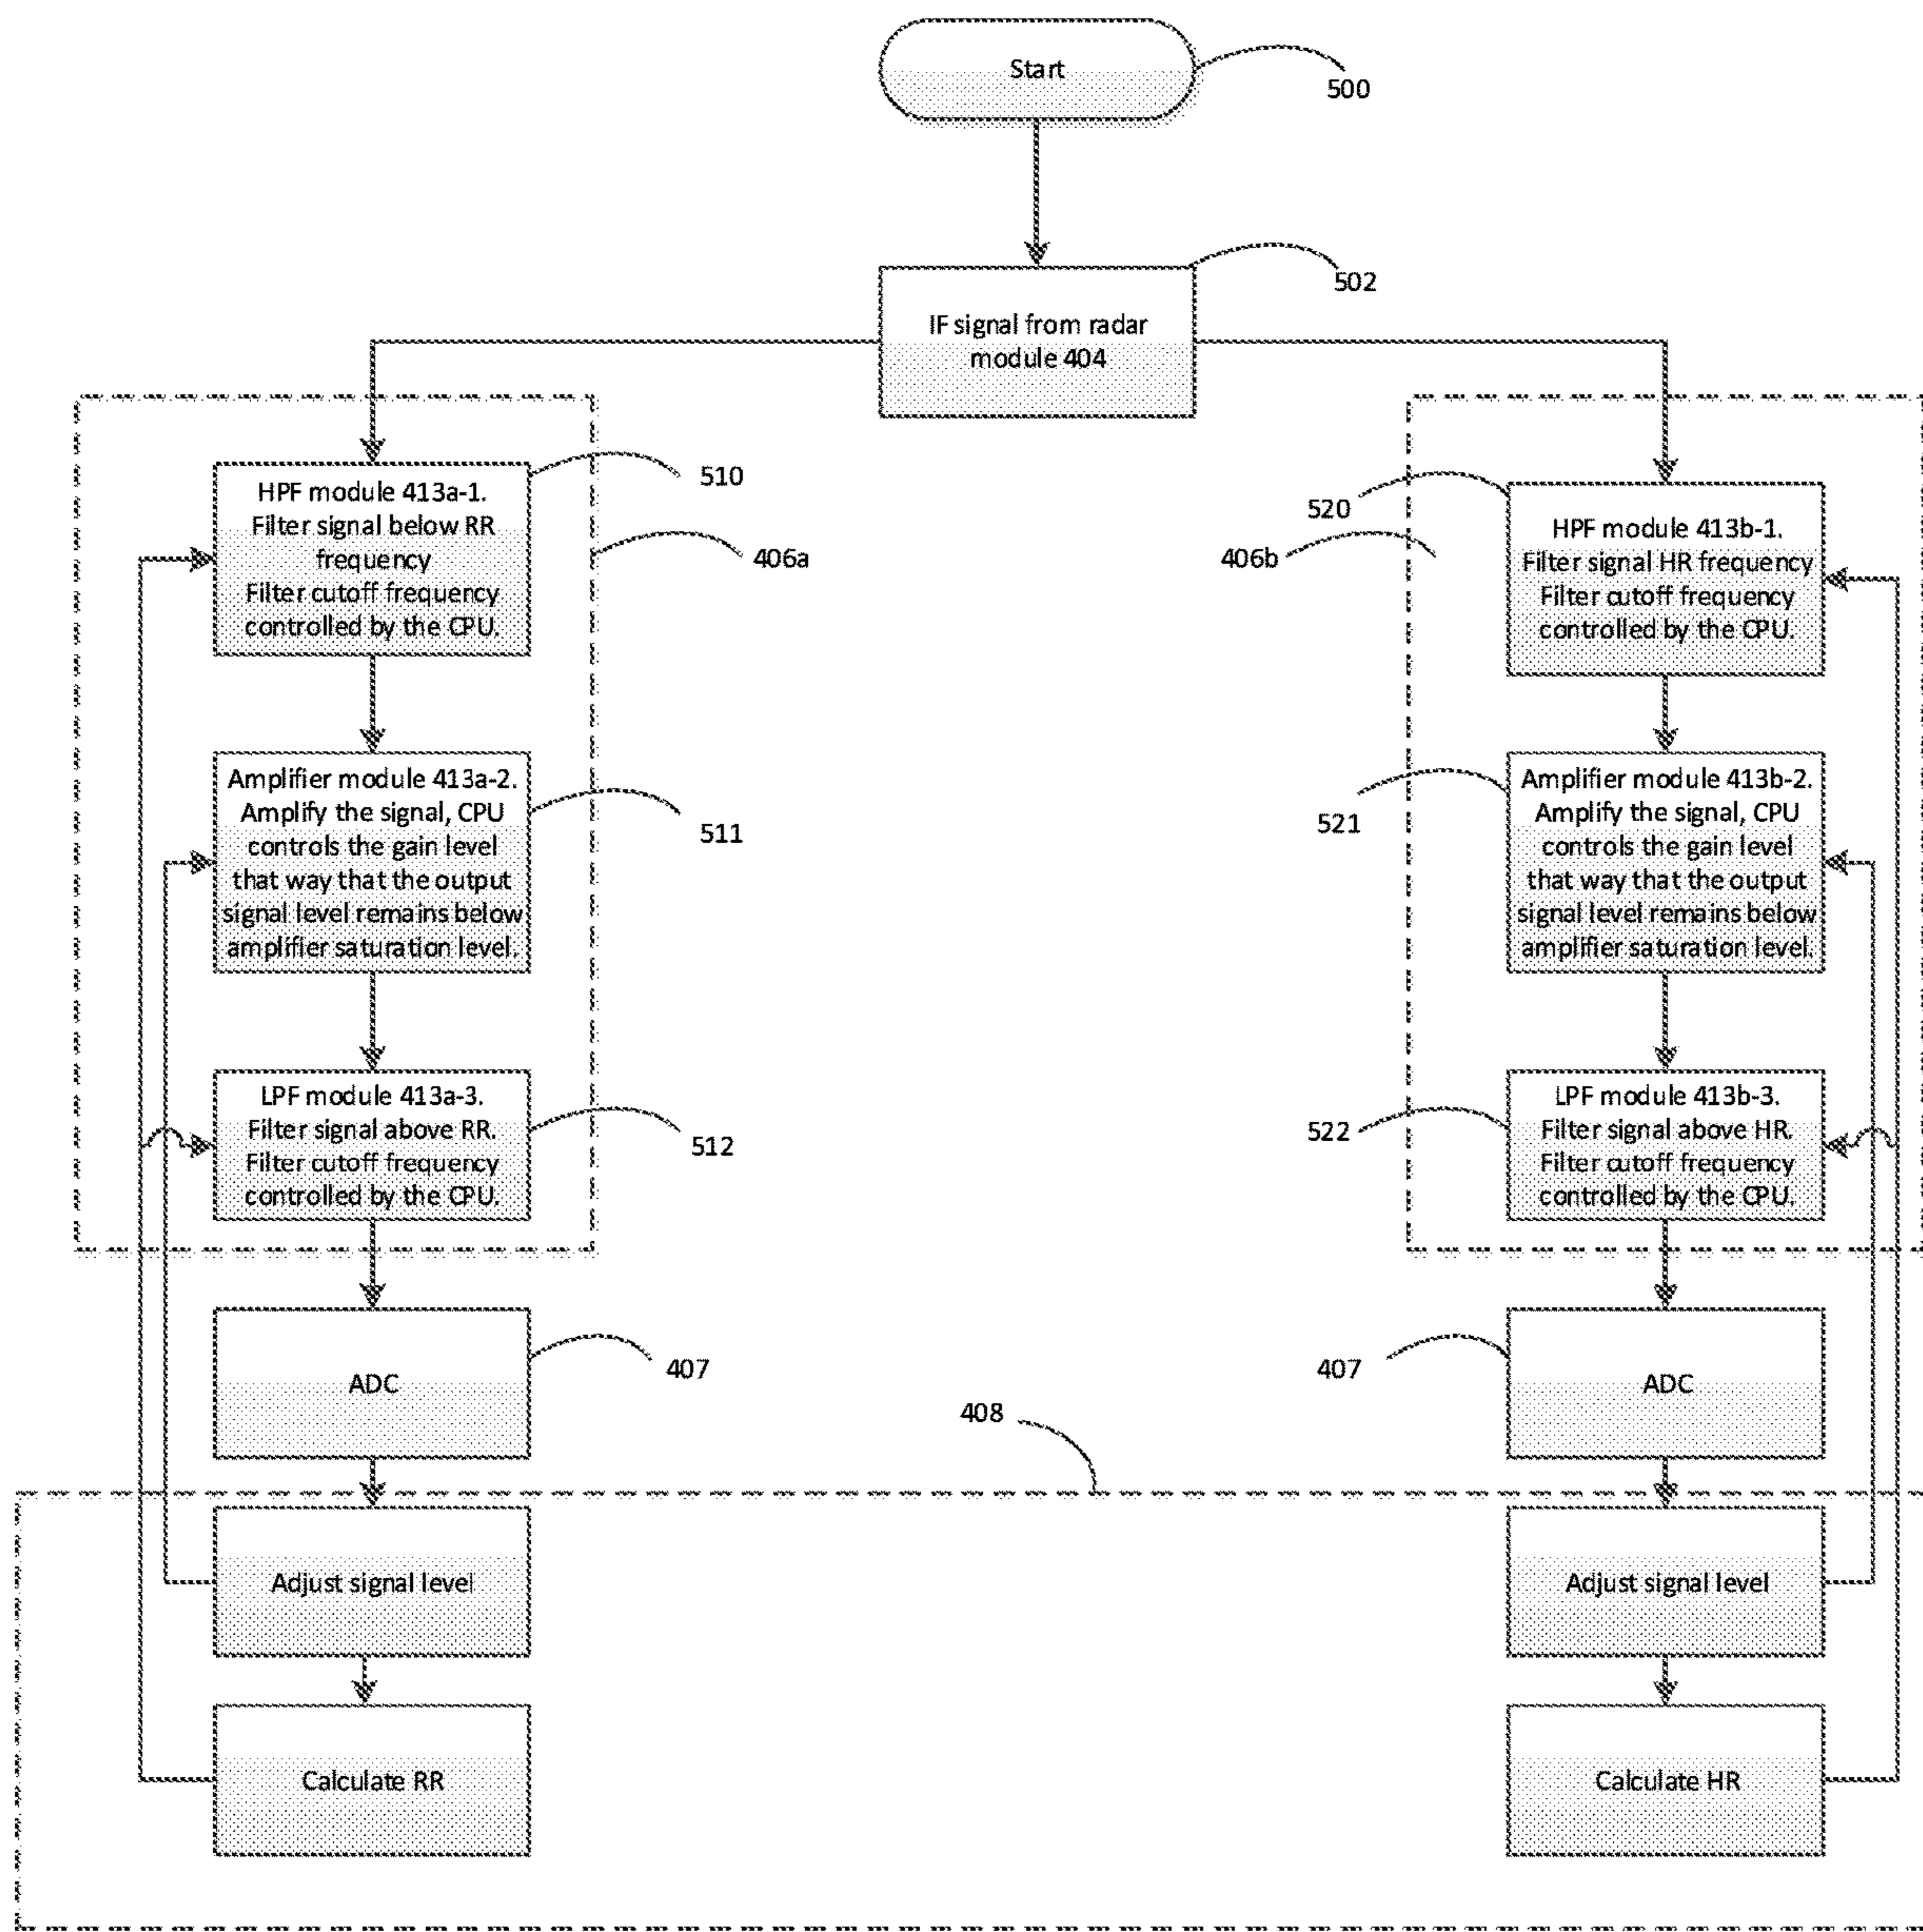 Start
500
502
IF signal from radar
module 404
510
HPF module 413a-1.
Filter signal below RR
frequency
Filter cutoff frequency
controlled by the CPU.
406a
520
406b
HPF module 413b-1.
Filter signal HR frequency
Filter cutoff frequency
controlled by the CPU.
Amplifier module 413a-2.
Amplify the signal, CPU
controls the gain level
that way that the output
signal level remains below
amplifier saturation level.
511
521
Amplifier module 413b-2.
Amplify the signal, CPU
controls the gain level
that way that the output
signal level remains below
amplifier saturation level.
LPF module 413a-3.
Filter signal above RR.
Filter cutoff frequency
controlled by the CPU.
512
522
LPF module 413b-3.
Filter signal above HR.
Filter cutoff frequency
controlled by the CPU.
ADC
407
407
ADC
408
Adjust signal level
Adjust signal level
Calculate RR
Calculate HR